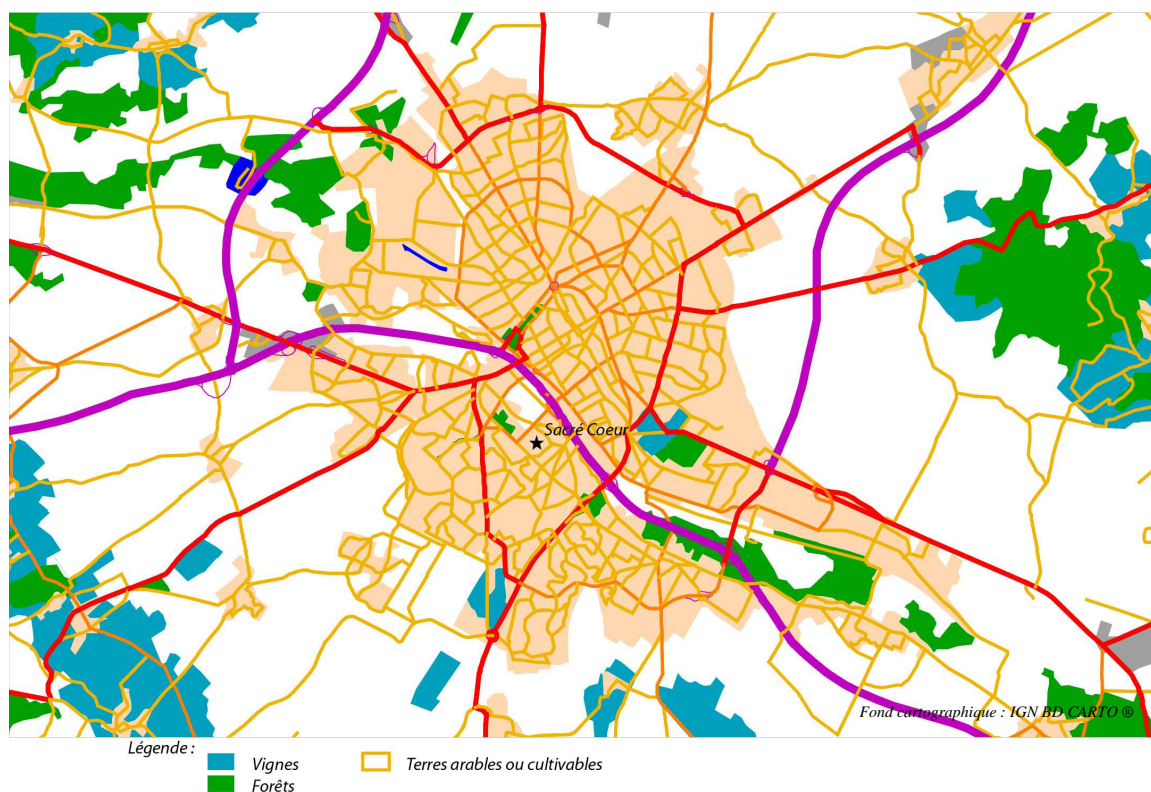 Sacré Coeur
Fond cartographique : IGN BD CARTO ®
Légende :
Vignes
Terres arables ou cultivables
Forêts